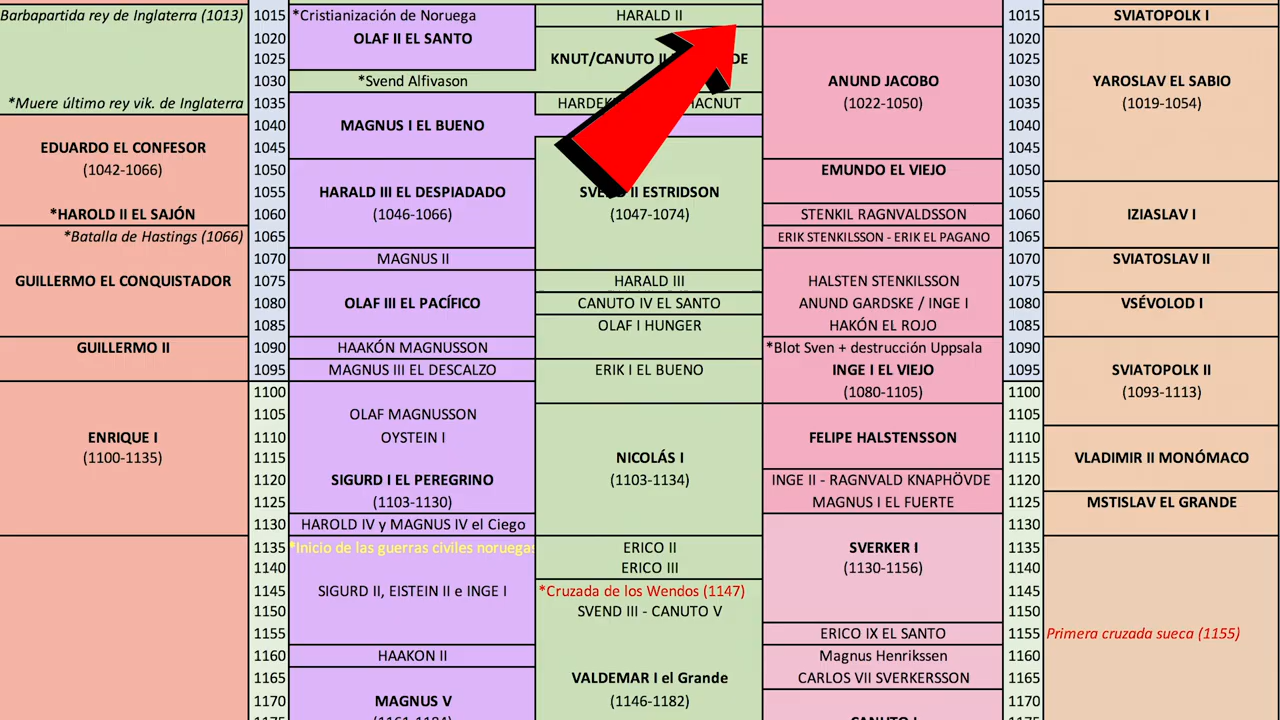 Barbapartida rey de Inglaterra (1013) 1015 *Cristianización de Noruega HARALD II 1015 SVIATOPOLK I
1020 OLAF II EL SANTO 1020
1025 KNUT/CANUTO II DE 1025
1030 *Svend Alfivason ANUND JACOBO 1030 YAROSLAV EL SABIO
*Muere último rey vik. de Inglaterra 1035 HARDEK ACNUT (1022-1050) 1035 (1019-1054)
1040 MAGNUS I EL BUENO 1040
EDUARDO EL CONFESOR 1045 1045
(1042-1066) 1050 EMUNDO EL VIEJO 1050
1055 HARALD III EL DESPIADADO II ESTRIDSON 1055
*HAROLD II EL SAJÓN 1060 (1046-1066) (1047-1074) STENKIL RAGNVALDSSON 1060 IZIASLAV I
*Batalla de Hastings (1066) 1065 ERIK STENKILSSON - ERIK EL PAGANO 1065
1070 MAGNUS II 1070 SVIATOSLAV II
GUILLERMO EL CONQUISTADOR 1075 HARALD III HALSTEN STENKILSSON 1075
1080 OLAF III EL PACÍFICO CANUTO IV EL SANTO ANUND GARDSKE / INGE I 1080 VSÉVOLOD I
1085 OLAF I HUNGER HAKÓN EL ROJO 1085
GUILLERMO II 1090 HAAKÓN MAGNUSSON *Blot Sven + destrucción Uppsala 1090
1095 MAGNUS III EL DESCALZO ERIK I EL BUENO INGE I EL VIEJO 1095 SVIATOPOLK II
1100 (1080-1105) 1100 (1093-1113)
1105 OLAF MAGNUSSON 1105
ENRIQUE I 1110 OYSTEIN I FELIPE HALSTENSSON 1110
(1100-1135) 1115 NICOLÁS I 1115 VLADIMIR II MONÓMACO
1120 SIGURD I EL PEREGRINO (1103-1134) INGE II - RAGNVALD KNAPHÖVDE 1120
1125 (1103-1130) MAGNUS I EL FUERTE 1125 MSTISLAV EL GRANDE
1130 HAROLD IV y MAGNUS IV el Ciego 1130
1135 *Inicio de las guerras civiles noruegas ERICO II SVERKER I 1135
1140 ERICO III (1130-1156) 1140
1145 SIGURD II, EISTEIN II e INGE I *Cruzada de los Wendos (1147) 1145
1150 SVEND III - CANUTO V 1150
1155 ERICO IX EL SANTO 1155 Primera cruzada sueca (1155)
1160 HAAKON II Magnus Henrikssen 1160
1165 VALDEMAR I el Grande CARLOS VII SVERKERSSON 1165
1170 MAGNUS V (1146-1182) 1170